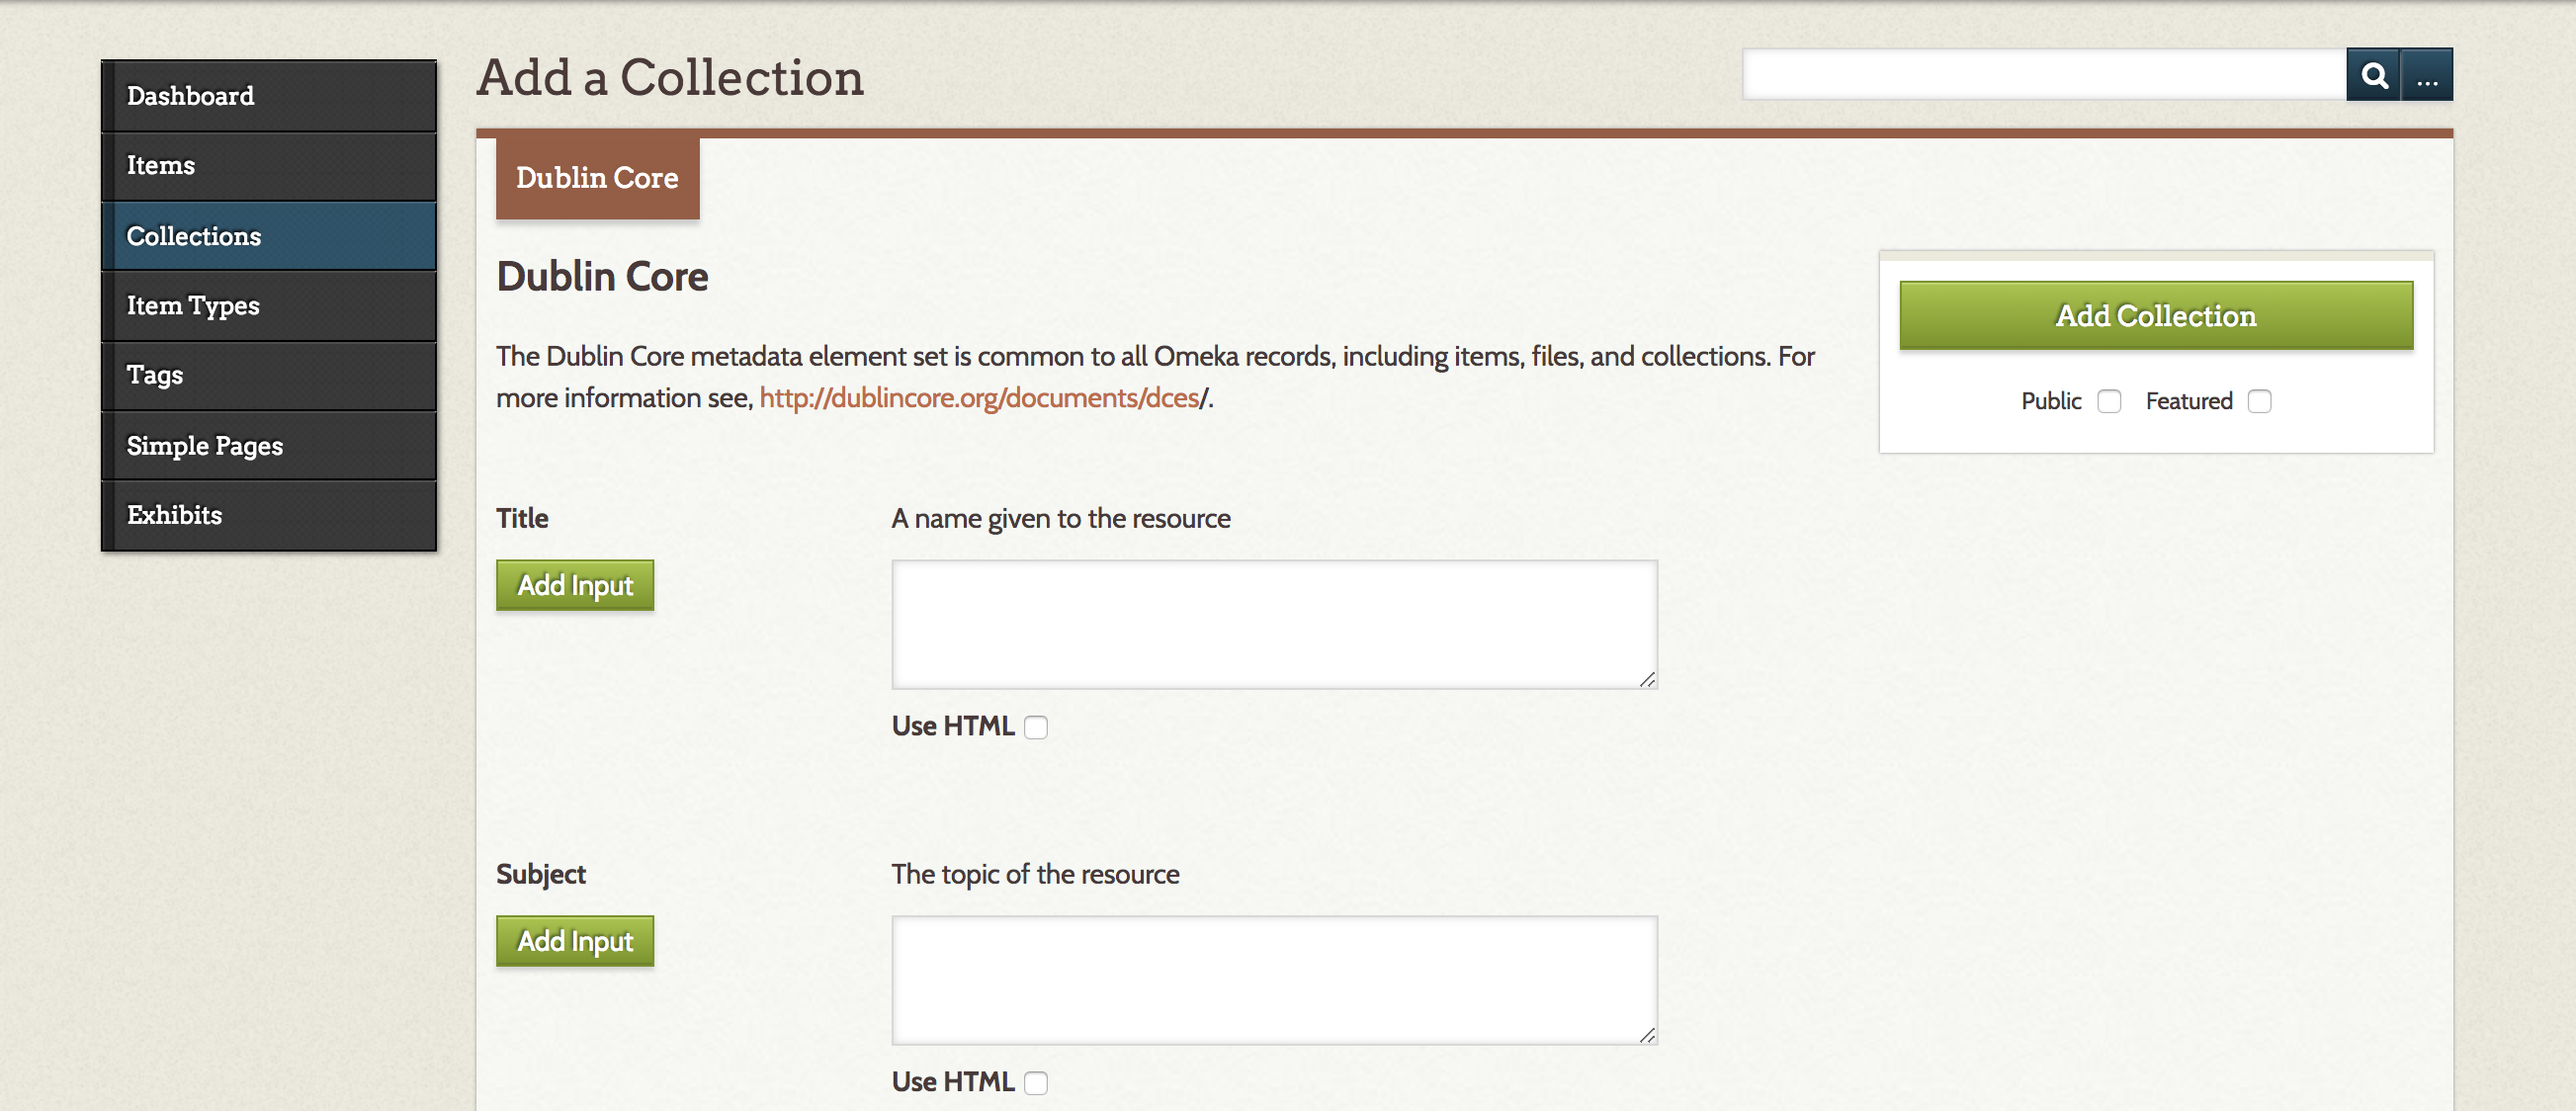 Dashboard
Items
Collections
Item Types
Tags
Simple Pages
Exhibits
Add a Collection
...
Dublin Core
Dublin Core
The Dublin Core metadata element set is common to all Omeka records, including items, files, and collections. For
more information see, http://dublincore.org/documents/dces/.
Add Collection
Public Featured
Title
A name given to the resource
Add Input
Use HTML
Subject
The topic of the resource
Add Input
Use HTML